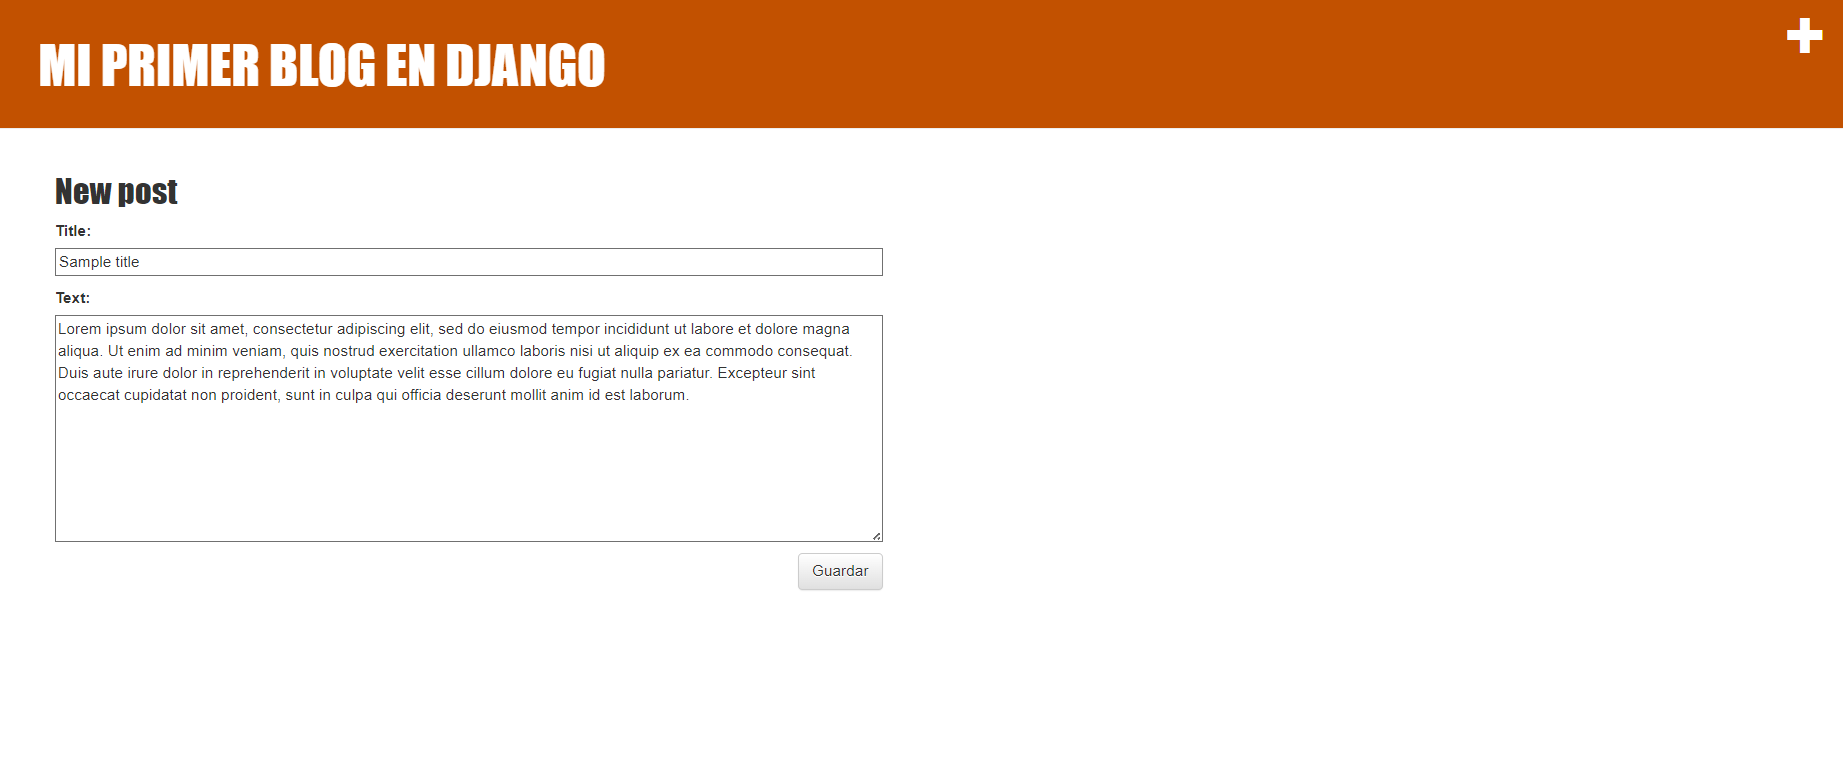 MI PRIMER BLOG EN DJANGO
New post
Title:
Sample title
Text:
Lorem ipsum dolor sit amet, consectetur adipiscing elit, sed do eiusmod tempor incididunt ut labore et dolore magna
aliqua. Ut enim ad minim veniam, quis nostrud exercitation ullamco laboris nisi ut aliquip ex ea commodo consequat.
Duis aute irure dolor in reprehenderit in voluptate velit esse cillum dolore eu fugiat nulla pariatur. Excepteur sint
occaecat cupidatat non proident, sunt in culpa qui officia deserunt mollit anim id est laborum.
Guardar